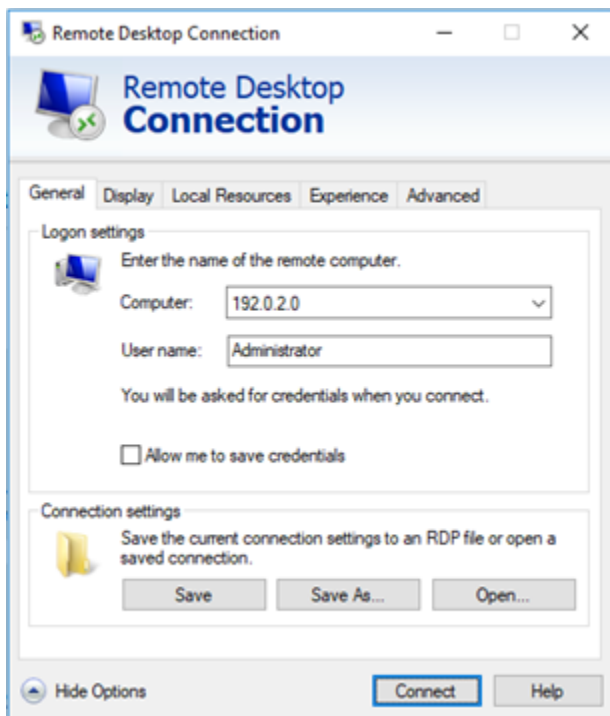 Remote Desktop Connection
Remote Desktop
Connection
General Display Local Resources Experience Advanced
Logon settings
Enter the name of the remote computer.
Computer: 192.0.2.0
User name: Administrator
You will be asked for credentials when you connect.
Allow me to save credentials
Connection settings
Save the current connection settings to an RDP file or open a
saved connection.
Save Save As... Open...
Hide Options Connect Help